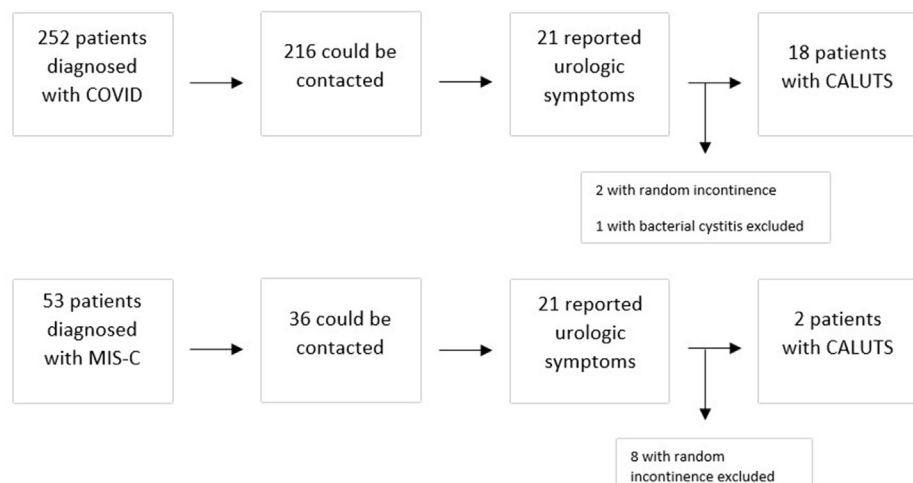 252 patients
diagnosed
with COVID
216 could be
contacted
21 reported
urologic
symptoms
18 patients
with CALUTS
2 with random incontinence
1 with bacterial cystitis excluded
53 patients
diagnosed
with MIS-C
36 could be
contacted
21 reported
urologic
symptoms
2 patients
with CALUTS
8 with random
incontinence excluded